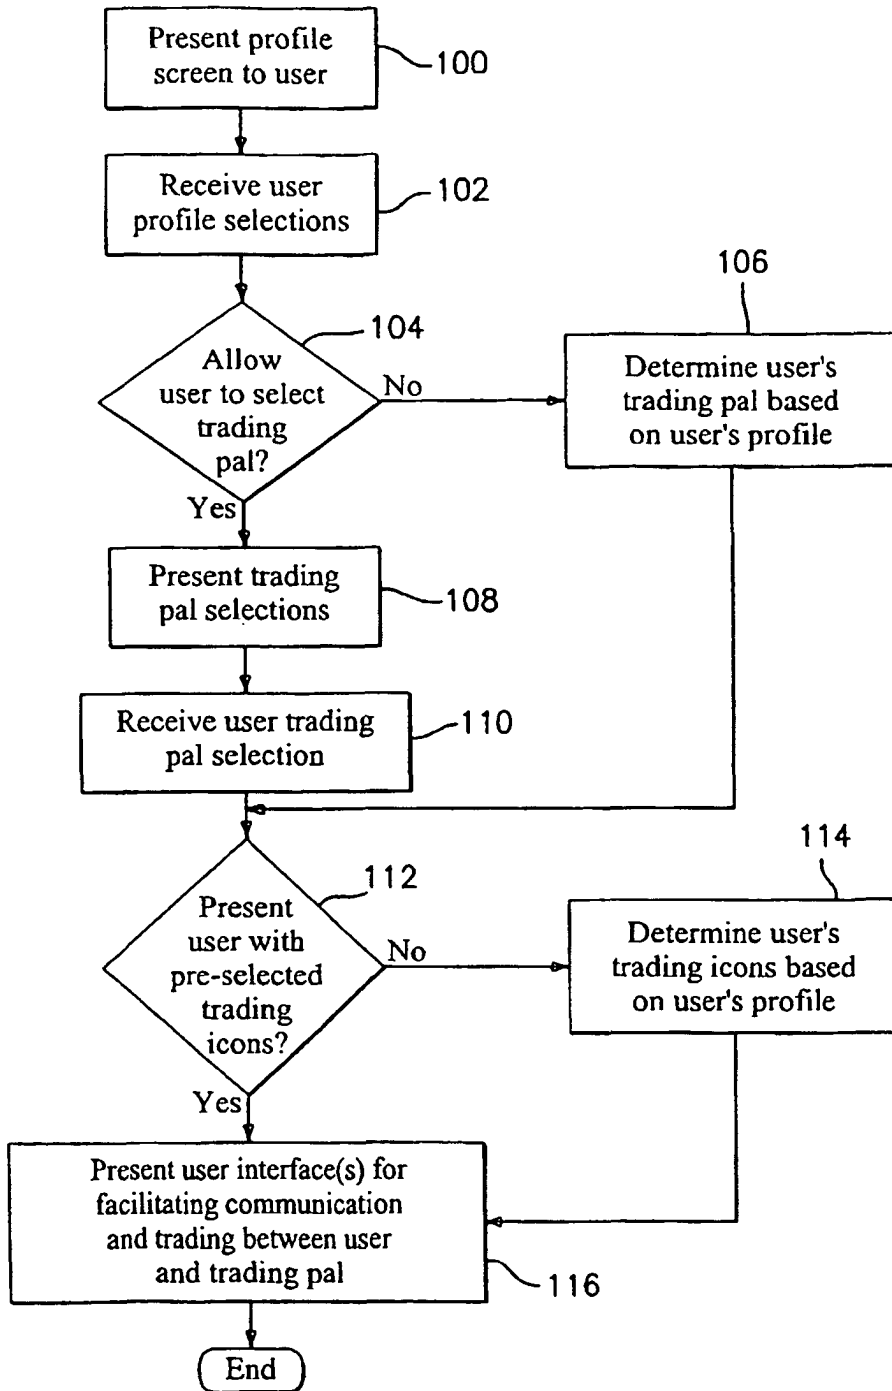 Present profile
screen to user
100
Receive user
profile selections
102
104
Allow
user to select
trading
pal?
No
Yes
106
Determine user's
trading pal based
on user's profile
Present trading
pal selections
108
Receive user trading
pal selection
110
112
Present
user with
pre-selected
trading
icons?
No
Yes
114
Determine user's
trading icons based
on user's profile
Present user interface(s) for
facilitating communication
and trading between user
and trading pal
116
End